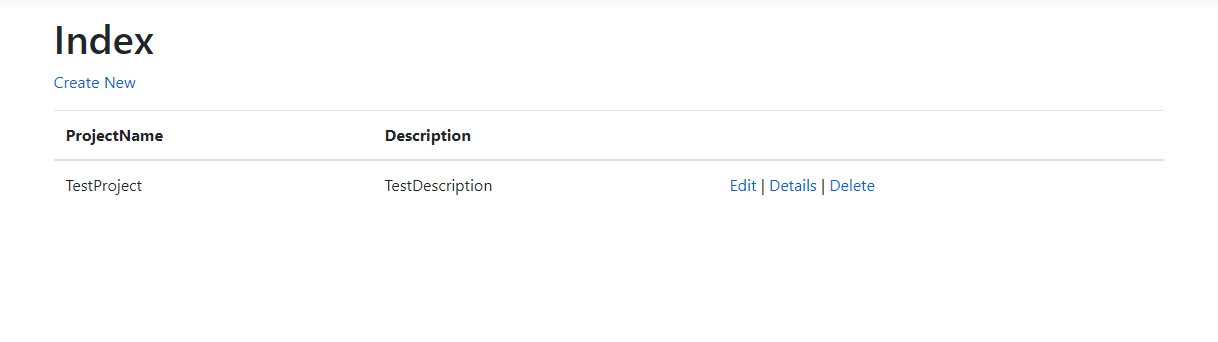 Index
Create New
ProjectName Description
TestProject TestDescription Edit | Details | Delete